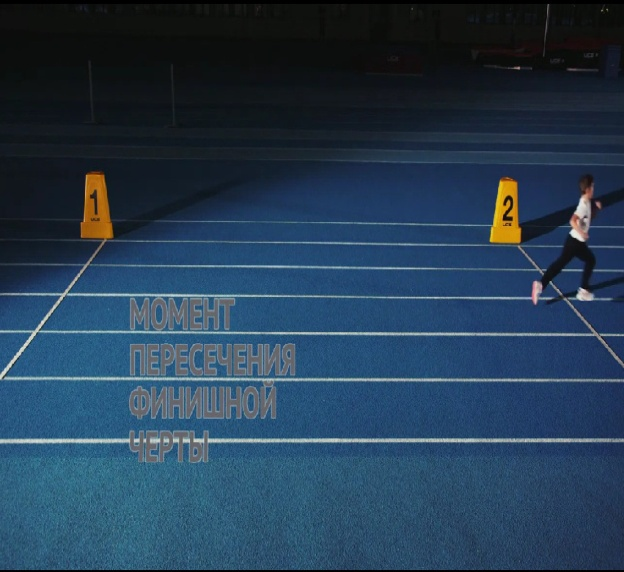 1
2
МОМЕНТ
ПЕРЕСЕЧЕНИЯ
ФИНИШНОЙ
ЧЕРТЫ